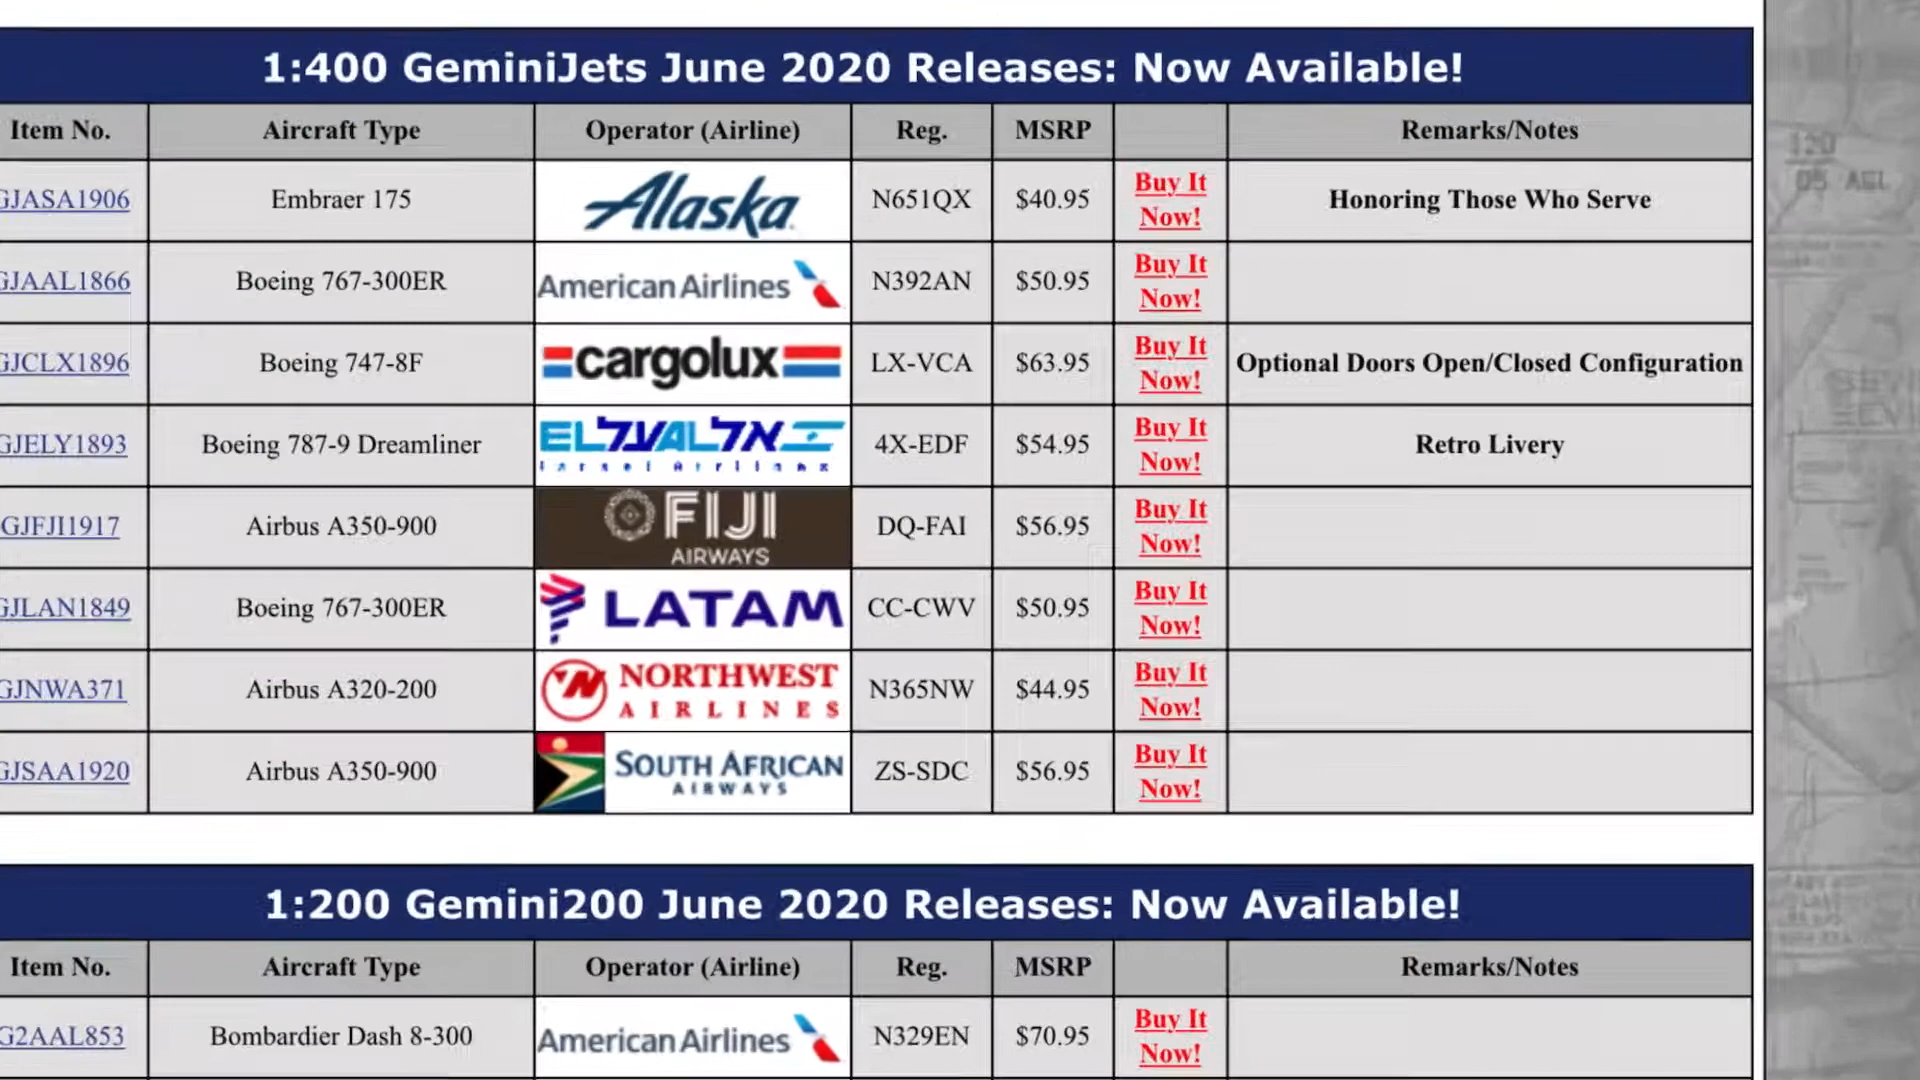 1:400 GeminiJets June 2020 Releases: Now Available!
Item No. Aircraft Type Operator (Airline) Reg. MSRP Remarks/Notes
GJASA1906 Embraer 175 Alaska N651QX $40.95 Buy It Now! Honoring Those Who Serve
GJAAL1866 Boeing 767-300ER American Airlines N392AN $50.95 Buy It Now!
GJCLX1896 Boeing 747-8F cargolux LX-VCA $63.95 Buy It Now! Optional Doors Open/Closed Configuration
GJELY1893 Boeing 787-9 Dreamliner ELAL אל על Israel Airlines 4X-EDF $54.95 Buy It Now! Retro Livery
GJFJI1917 Airbus A350-900 FIJI AIRWAYS DQ-FAI $56.95 Buy It Now!
GJLAN1849 Boeing 767-300ER LATAM CC-CWV $50.95 Buy It Now!
GJNWA371 Airbus A320-200 NORTHWEST AIRLINES N365NW $44.95 Buy It Now!
GJSAA1920 Airbus A350-900 SOUTH AFRICAN AIRWAYS ZS-SDC $56.95 Buy It Now!
1:200 Gemini200 June 2020 Releases: Now Available!
Item No. Aircraft Type Operator (Airline) Reg. MSRP Remarks/Notes
G2AAL853 Bombardier Dash 8-300 American Airlines N329EN $70.95 Buy It Now!